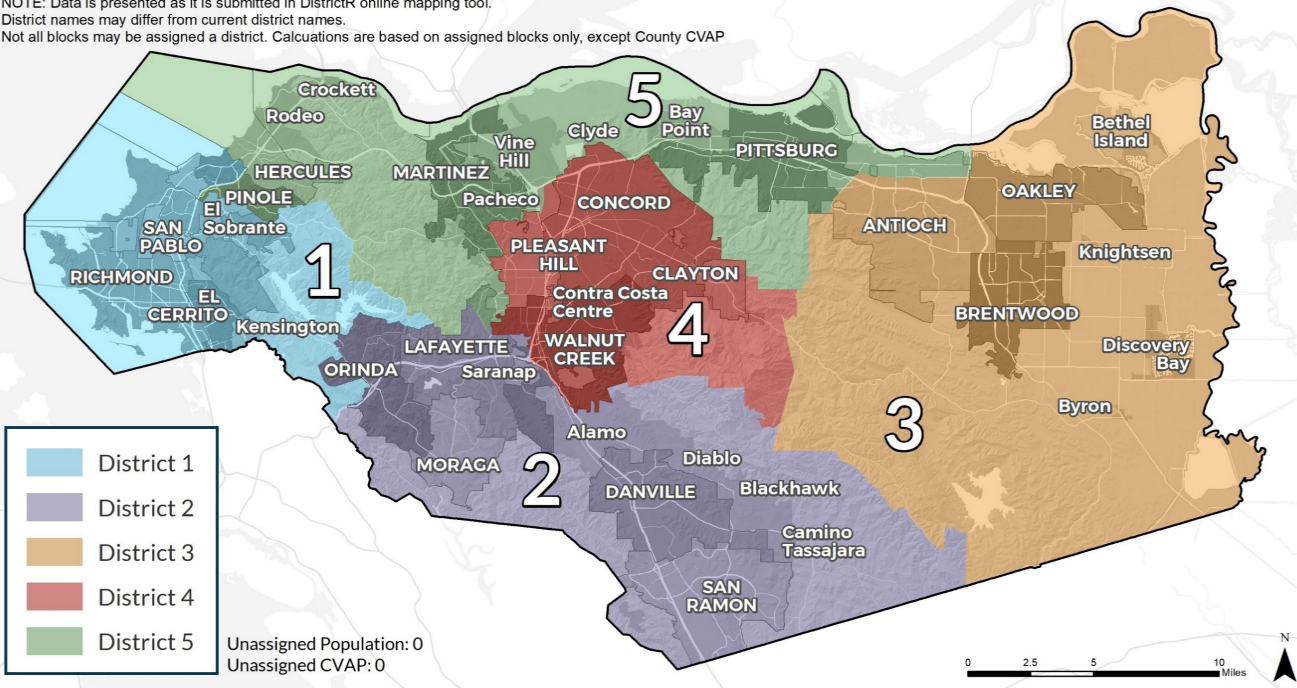 NOTE: Data is presented as it is submitted in DistrictR online mapping tool.
District names may differ from current district names.
Not all blocks may be assigned a district. Calcuations are based on assigned blocks only, except County CVAP
Crockett
Rodeo
HERCULES
PINOLE
El
Sobrante
SAN
PABLO
RICHMOND
EL
CERRITO
Kensington
1
MARTINEZ
Vine
Hill
Pacheco
Clyde
5
Bay
Point
PITTSBURG
CONCORD
PLEASANT
HILL
CLAYTON
Contra Costa
Centre
WALNUT
CREEK
4
LAFAYETTE
Saranap
ORINDA
MORAGA
2
Alamo
Diablo
DANVILLE
Blackhawk
Camino
Tassajara
SAN
RAMON
ANTIOCH
OAKLEY
Bethel
Island
Knightsen
BRENTWOOD
Discovery
Bay
Byron
3
District 1
District 2
District 3
District 4
District 5
Unassigned Population: 0
Unassigned CVAP: 0
0 2.5 5 10
Miles
N